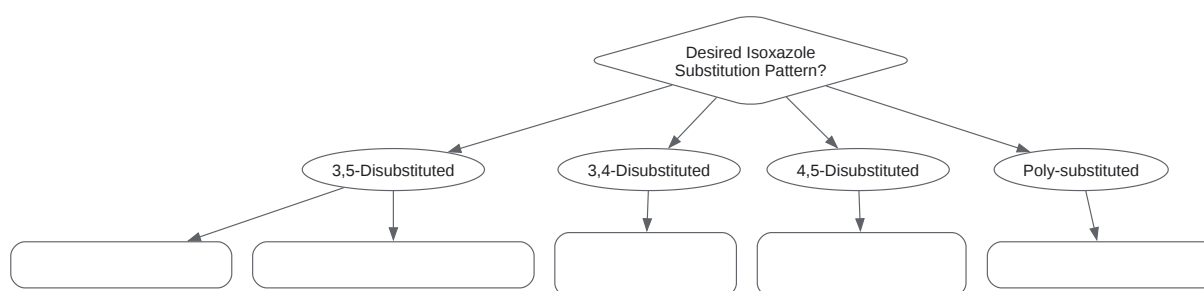 Desired Isoxazole
Substitution Pattern?
3,5-Disubstituted
3,4-Disubstituted
4,5-Disubstituted
Poly-substituted